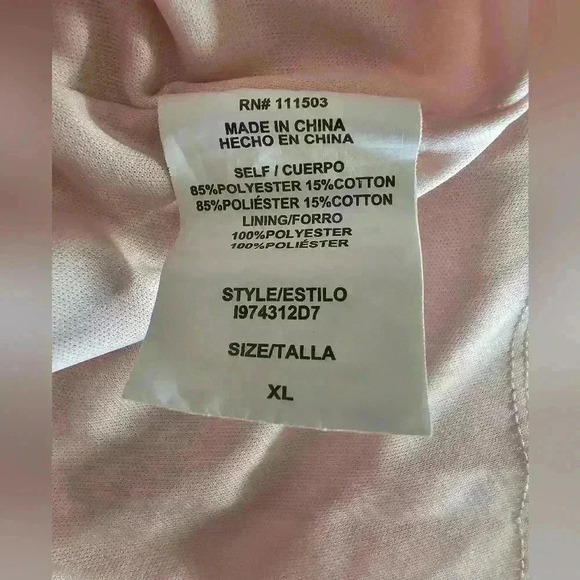 RN# 111503
MADE IN CHINA
HECHO EN CHINA
SELF / CUERPO
85%POLYESTER 15%COTTON
85%POLIÉSTER 15%COTTON
LINING/FORRO
100%POLYESTER
100%POLIÉSTER
STYLE/ESTILO
I974312D7
SIZE/TALLA
XL